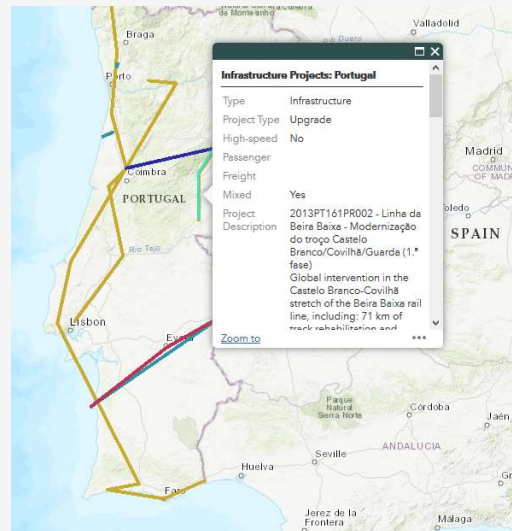 Valladolid
Braga
Porto
Infrastructure Projects: Portugal
Type Infrastructure
Project Type Upgrade
High-speed No
Passenger
Freight
Mixed Yes
Project Description 2013PT161PR002 - Linha da
Beira Baixa - Modernização
do troço Castelo
Branco/Covilhã/Guarda (1.ª
fase)
Global intervention in the
Castelo Branco-Covilhã
stretch of the Beira Baixa rail
line, including: 71 km of
track rehabilitation and
Zoom to
Madrid
Coimbra
PORTUGAL
Toledo
SPAIN
Rio Tejo
Lisbon
Parque
Natural
Sierra Norte
Córdoba
Jaén
ANDALUCIA
Seville
Huelva
Faro
Jerez de la
Frontera
Málaga